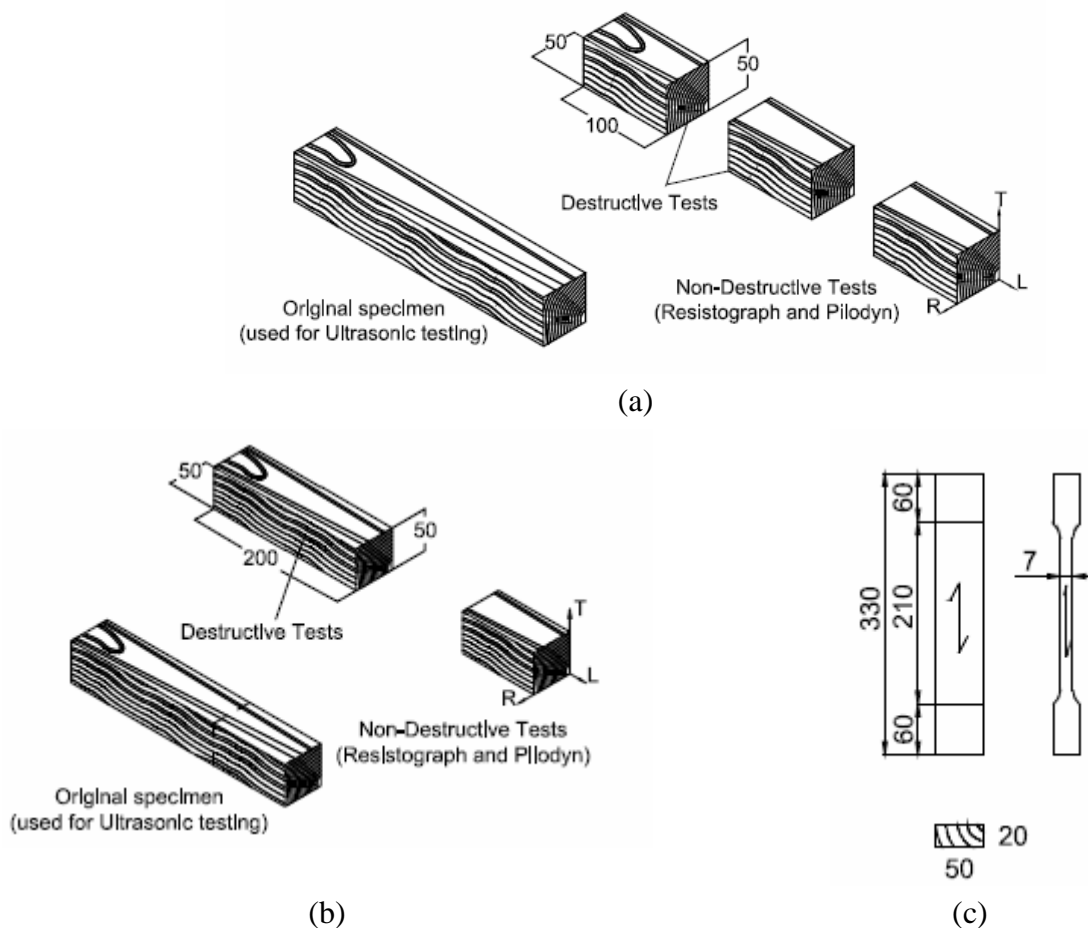 50
50
100
Destructive Tests
T
L
R
Original specimen
(used for Ultrasonic testing)
Non-Destructive Tests
(Resistograph and Pilodyn)
(a)
50
50
200
Destructive Tests
T
L
R
Non-Destructive Tests
(Resistograph and Pilodyn)
Original specimen
(used for Ultrasonic testing)
60
7
330
210
60
20
50
(b)
(c)